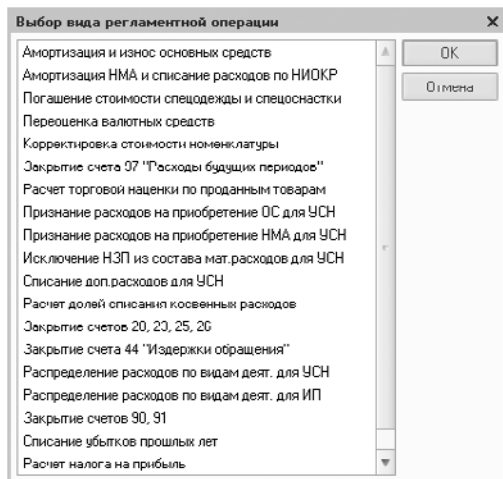 Выбор вида регламентной операции
Амортизация и износ основных средств
Амортизация НМА и списание расходов по НИОКР
Погашение стоимости спецодежды и спецоснастки
Переоценка валютных средств
Корректировка стоимости номенклатуры
Закрытие счета 97 "Расходы будущих периодов"
Расчет торговой наценки по проданным товарам
Признание расходов на приобретение ОС для УСН
Признание расходов на приобретение НМА для УСН
Исключение НЗП из состава мат.расходов для УСН
Списание доп.расходов для УСН
Расчет долей списания косвенных расходов
Закрытие счетов 20, 23, 25, 26
Закрытие счета 44 "Издержки обращения"
Распределение расходов по видам деят. для УСН
Распределение расходов по видам деят. для ИП
Закрытие счетов 90, 91
Списание убытков прошлых лет
Расчет налога на прибыль
OK
Отмена